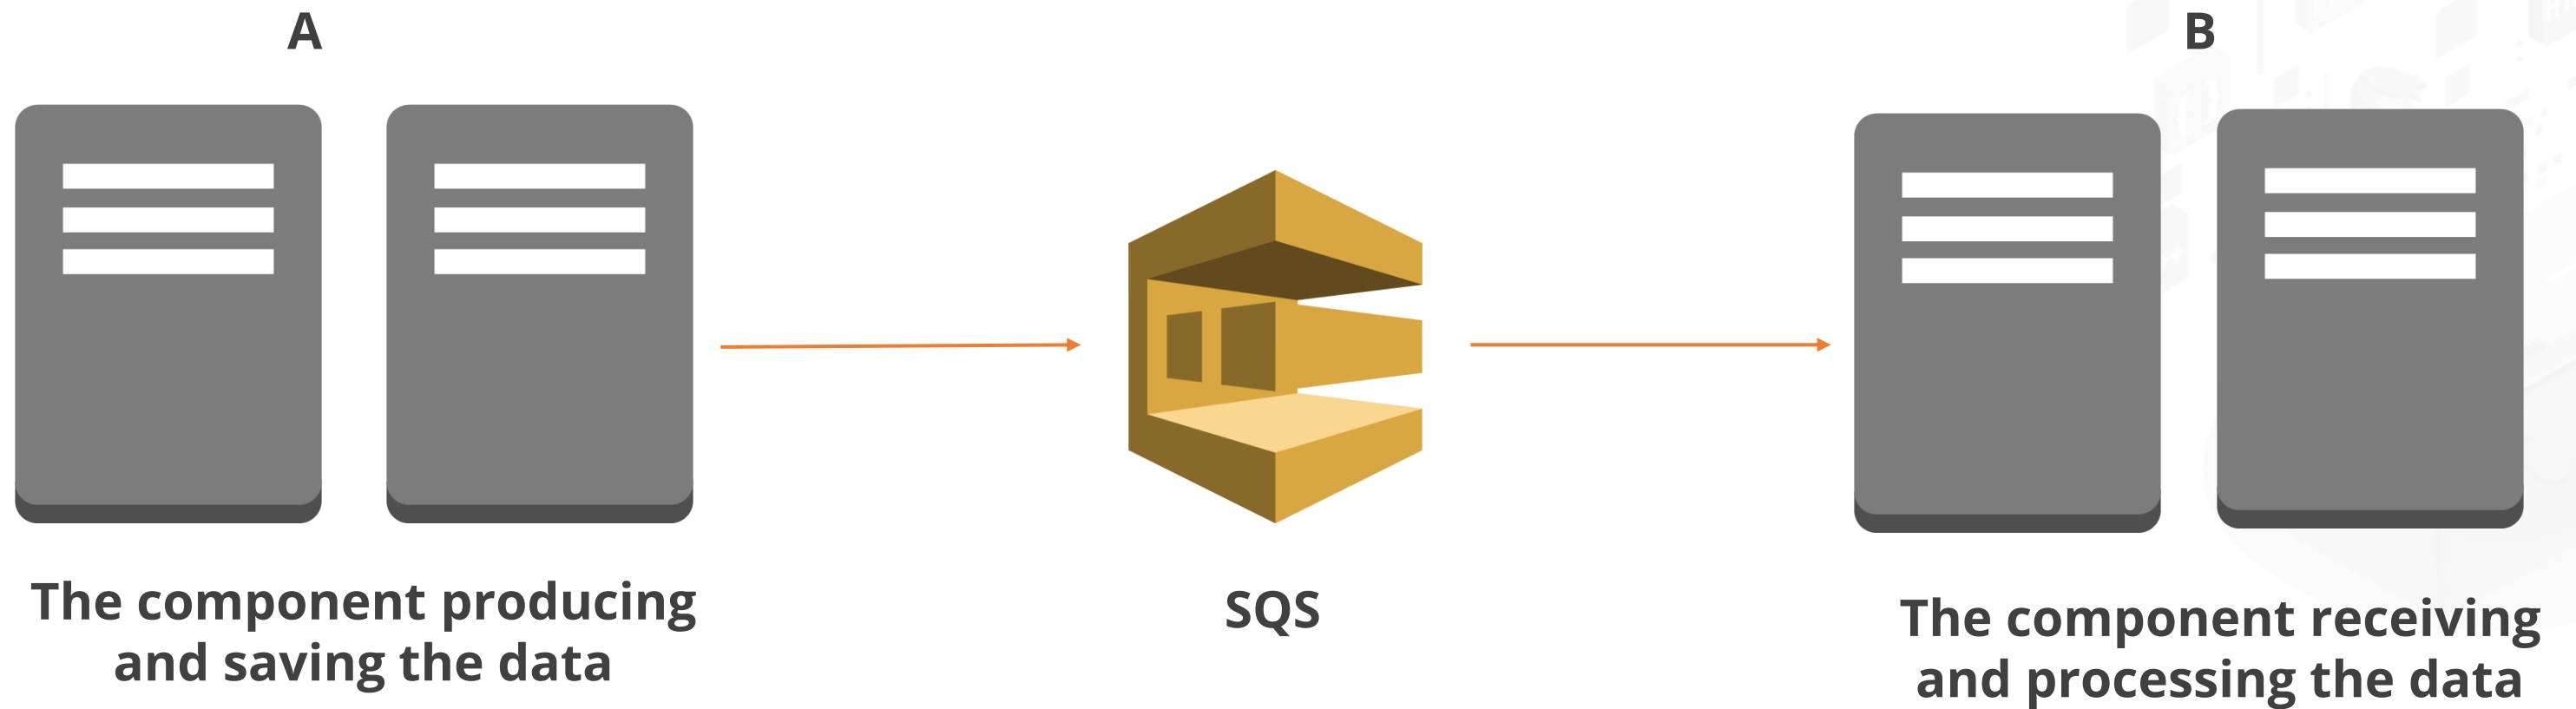 A
B
The component producing
and saving the data
SQS
The component receiving
and processing the data